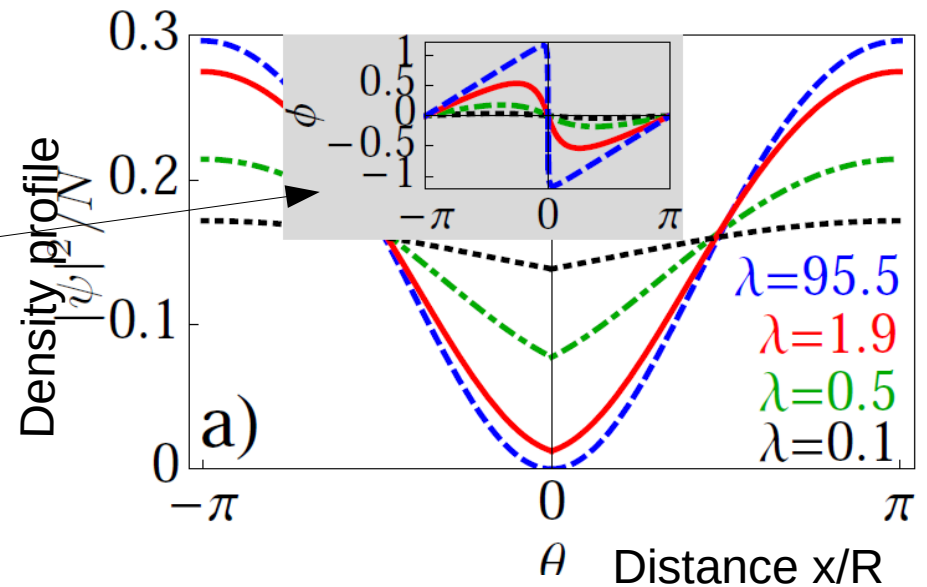 0.3
0.2
0.1
0
Density profile
|ψ|²/N
1
0.5
0
−0.5
−1
ϕ
−π 0 π
λ=95.5
λ=1.9
λ=0.5
λ=0.1
a)
−π 0 π
θ
Distance x/R